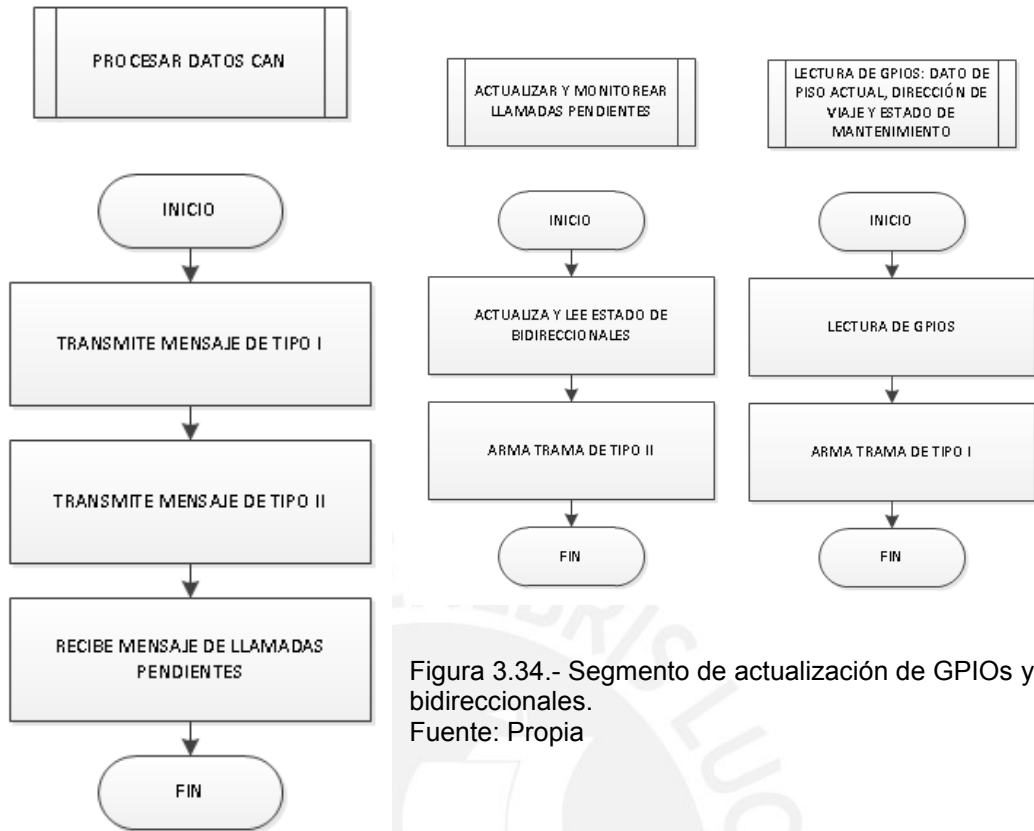 PROCESAR DATOS CAN
INICIO
TRANSMITE MENSAJE DE TIPO I
TRANSMITE MENSAJE DE TIPO II
RECIBE MENSAJE DE LLAMADAS
PENDIENTES
FIN
ACTUALIZAR Y MONITOREAR
LLAMADAS PENDIENTES
INICIO
ACTUALIZA Y LEE ESTADO DE
BIDIRECCIONALES
ARMA TRAMA DE TIPO II
FIN
LECTURA DE GPIOS: DATO DE
PISO ACTUAL, DIRECCIÓN DE
VIAJE Y ESTADO DE
MANTENIMIENTO
INICIO
LECTURA DE GPIOS
ARMA TRAMA DE TIPO I
FIN
Figura 3.34.- Segmento de actualización de GPIOs y
bidireccionales.
Fuente: Propia